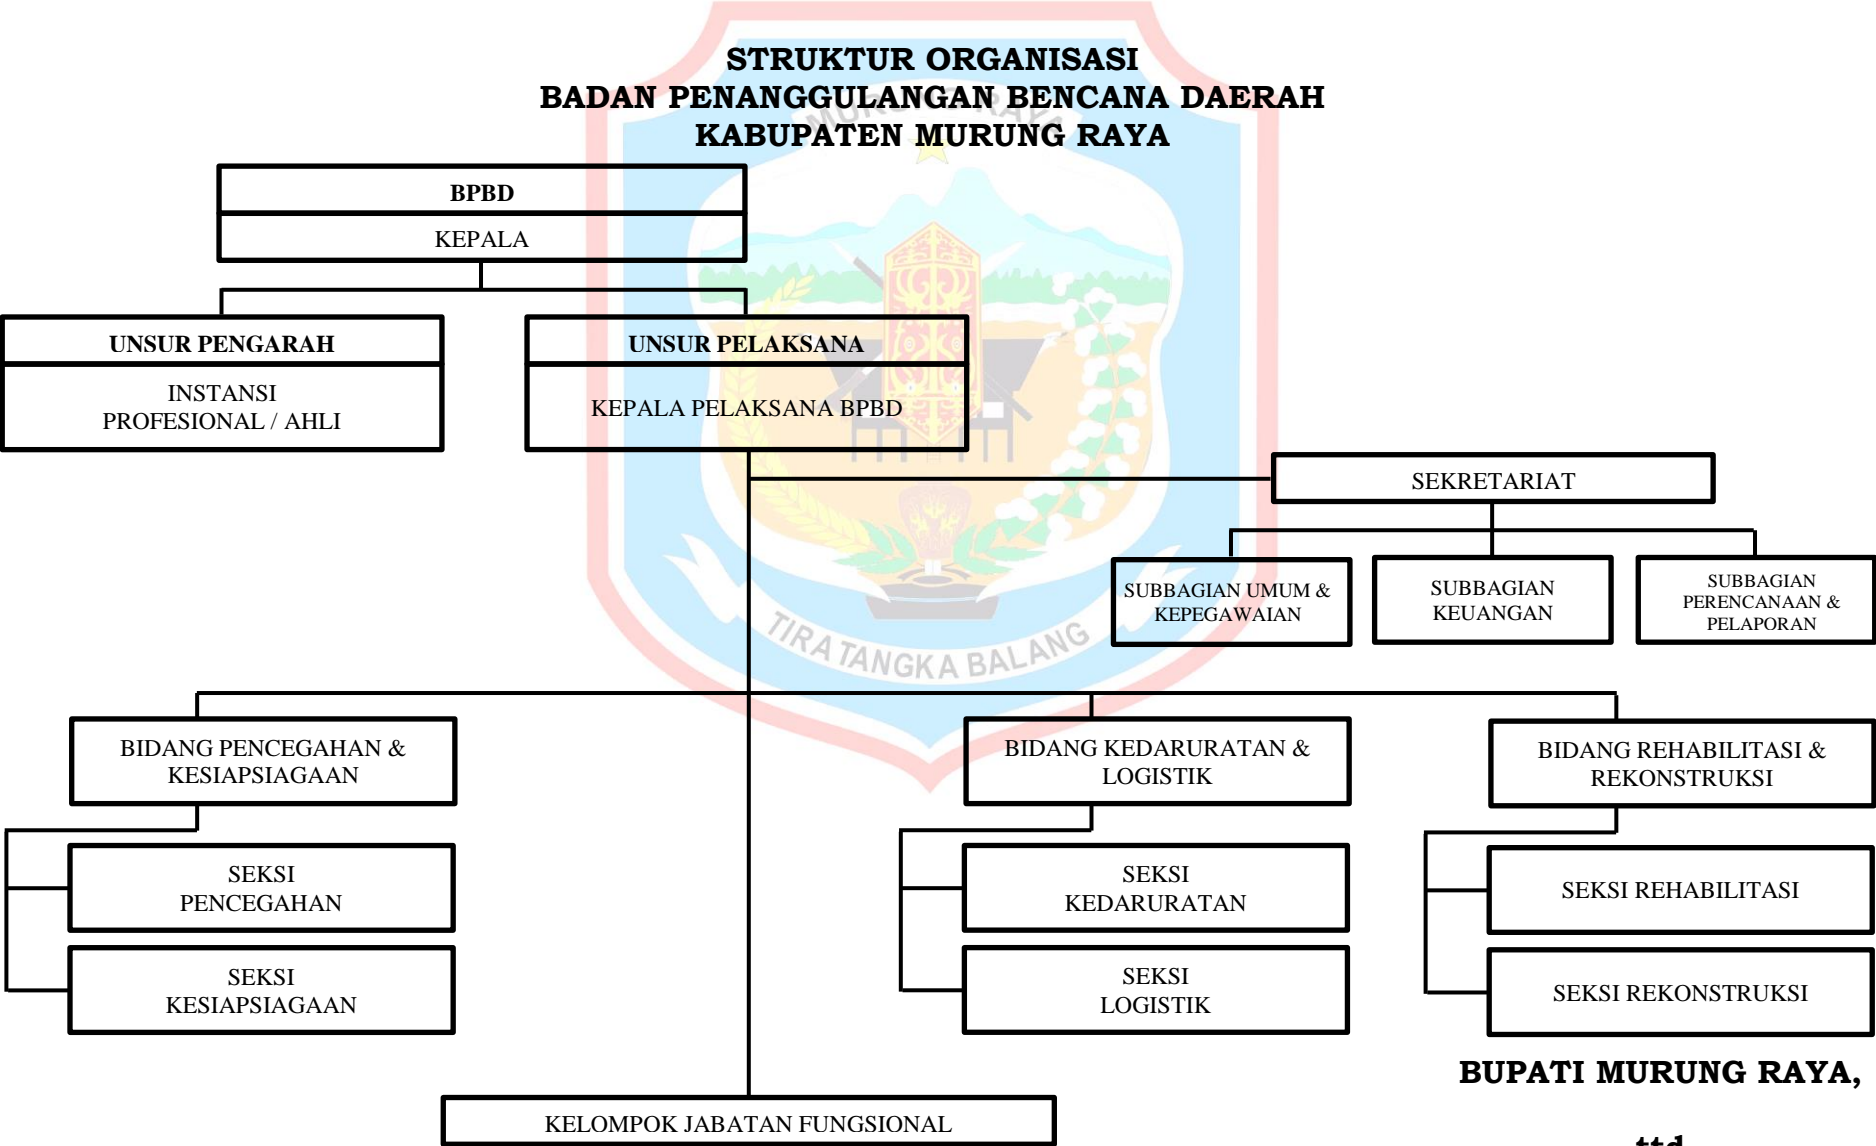 STRUKTUR ORGANISASI
BADAN PENANGGULANGAN BENCANA DAERAH
KABUPATEN MURUNG RAYA
MURUNG RAYA
BPBD
KEPALA
UNSUR PENGARAH
INSTANSI
PROFESIONAL / AHLI
UNSUR PELAKSANA
KEPALA PELAKSANA BPBD
SEKRETARIAT
SUBBAGIAN UMUM &
KEPEGAWAIAN
SUBBAGIAN
KEUANGAN
SUBBAGIAN
PERENCANAAN &
PELAPORAN
TIRA TANGKA BALANG
BIDANG PENCEGAHAN &
KESIAPSIAGAAN
SEKSI
PENCEGAHAN
SEKSI
KESIAPSIAGAAN
BIDANG KEDARURATAN &
LOGISTIK
SEKSI
KEDARURATAN
SEKSI
LOGISTIK
BIDANG REHABILITASI &
REKONSTRUKSI
SEKSI REHABILITASI
SEKSI REKONSTRUKSI
KELOMPOK JABATAN FUNGSIONAL
BUPATI MURUNG RAYA,
ttd